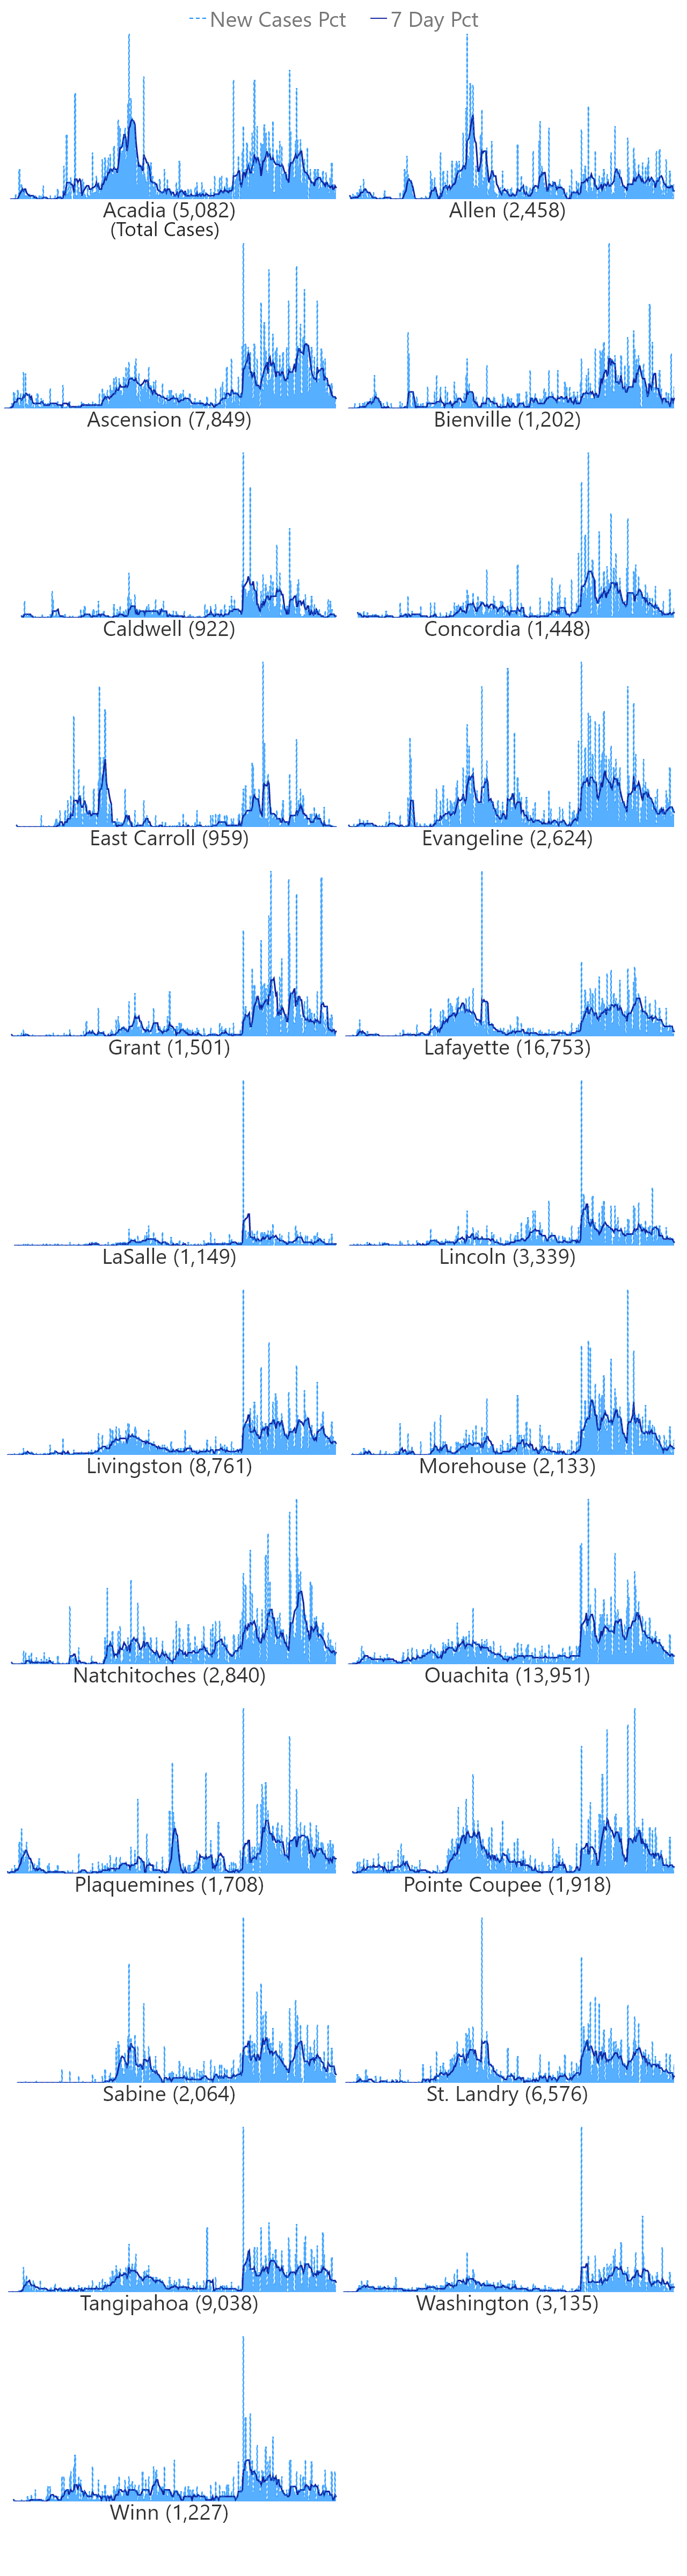 New Cases Pct 7 Day Pct
Acadia (5,082) Allen (2,458)
(Total Cases)
Ascension (7,849) Bienville (1,202)
Caldwell (922) Concordia (1,448)
East Carroll (959) Evangeline (2,624)
Grant (1,501) Lafayette (16,753)
LaSalle (1,149) Lincoln (3,339)
Livingston (8,761) Morehouse (2,133)
Natchitoches (2,840) Ouachita (13,951)
Plaquemines (1,708) Pointe Coupee (1,918)
Sabine (2,064) St. Landry (6,576)
Tangipahoa (9,038) Washington (3,135)
Winn (1,227)